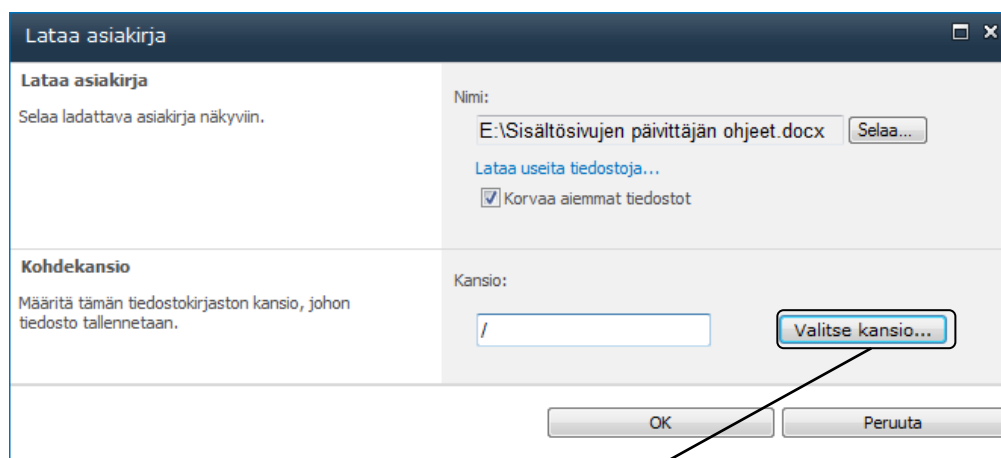 Lataa asiakirja
Lataa asiakirja
Selaa ladattava asiakirja näkyviin.
Nimi:
E:\Sisältösivujen päivittäjän ohjeet.docx
Selaa...
Lataa useita tiedostoja...
Korvaa aiemmat tiedostot
Kohdekansio
Määritä tämän tiedostokirjaston kansio, johon
tiedosto tallennetaan.
Kansio:
/
Valitse kansio...
OK
Peruuta